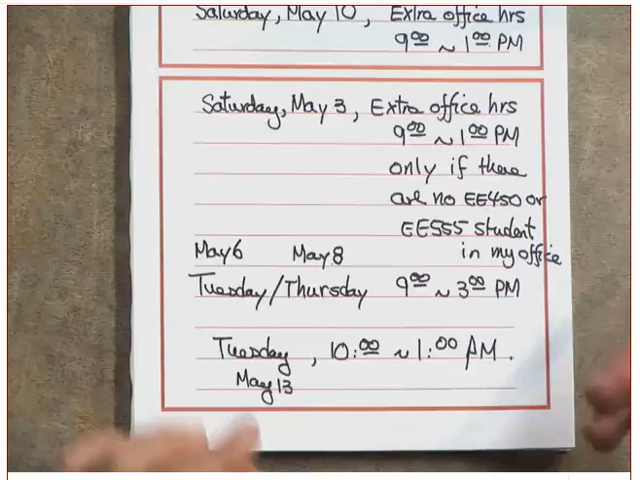 Saturday, May 10, Extra office hrs
9:00 ~ 1:00 PM
Saturday, May 3, Extra office hrs
9:00 ~ 1:00 PM
only if there
are no EE450 or
EE555 student
in my office
May 6 May 8
Tuesday/Thursday 9:00 ~ 3:00 PM
Tuesday, 10:00 ~ 1:00 PM.
May 13